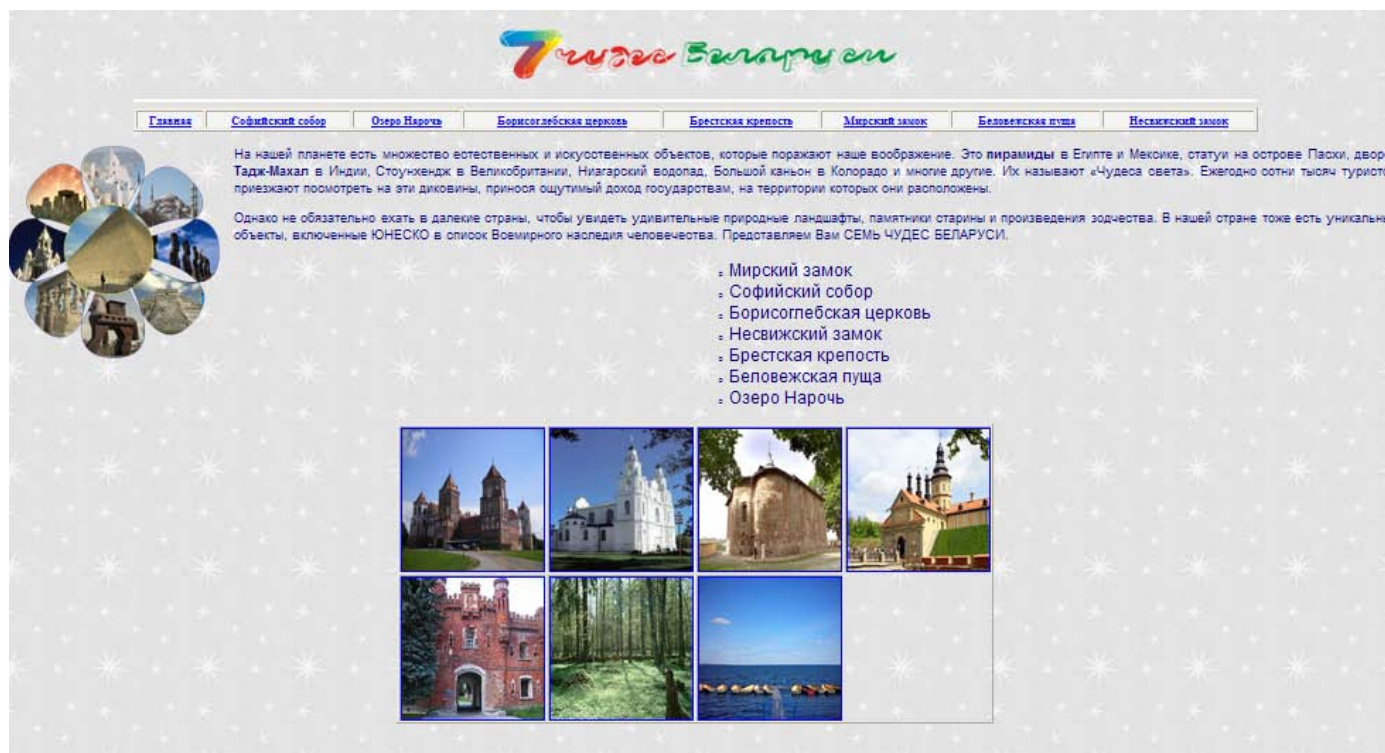 7 чудес Беларуси
Главная Софийский собор Озеро Нарочь Борисоглебская церковь Брестская крепость Мирский замок Беловежская пуща Несвижский замок
На нашей планете есть множество естественных и искусственных объектов, которые поражают наше воображение. Это пирамиды в Египте и Мексике, статуи на острове Пасхи, двор
Тадж-Махал в Индии, Стоунхендж в Великобритании, Ниагарский водопад, Большой каньон в Колорадо и многие другие. Их называют «Чудеса света». Ежегодно сотни тысяч турист
приезжают посмотреть на эти диковины, принося ощутимый доход государствам, на территории которых они расположены.
Однако не обязательно ехать в далекие страны, чтобы увидеть удивительные природные ландшафты, памятники старины и произведения зодчества. В нашей стране тоже есть уникальны
объекты, включенные ЮНЕСКО в список Всемирного наследия человечества. Представляем Вам СЕМЬ ЧУДЕС БЕЛАРУСИ.
Мирский замок
Софийский собор
Борисоглебская церковь
Несвижский замок
Брестская крепость
Беловежская пуща
Озеро Нарочь